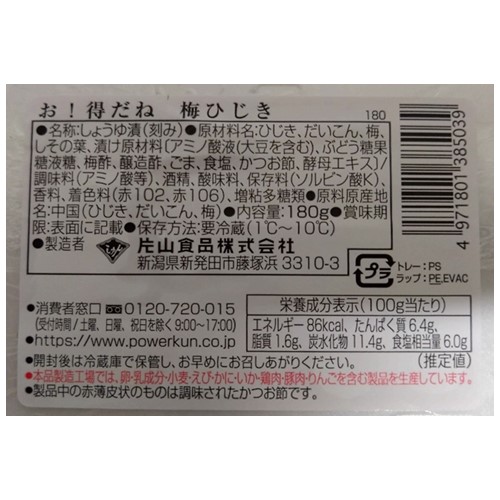 お!得だね 梅ひじき
180
●名称:しょうゆ漬(刻み)●原材料名:ひじき、だいこん、梅、
しその葉、漬け原材料(アミノ酸液(大豆を含む)、ぶどう糖果
糖液糖、梅酢、醸造酢、ごま、食塩、かつお節、酵母エキス)/
調味料(アミノ酸等)、酒精、酸味料、保存料(ソルビン酸K)、
香料、着色料(赤102、赤106)、増粘多糖類●原料原産地
名:中国(ひじき、だいこん、梅)●内容量:180g●賞味期
限:表面に記載●保存方法:要冷蔵(1℃~10℃)
●製造者 片山食品株式会社
新潟県新発田市藤塚浜 3310-3
4971801385039
プラ
トレー:PS
ラップ:PE,EVAC
●消費者窓口 0120-720-015
(受付時間/土曜、日曜、祝日を除く9:00~17:00)
●https://www.powerkun.co.jp
栄養成分表示(100g当たり)
エネルギー 86kcal、たんぱく質 6.4g、
脂質 1.6g、炭水化物 11.4g、食塩相当量 6.0g
(推定値)
●開封後は冷蔵庫で保管し、お早めにお召しあがりください。
●本品製造工場では、卵・乳成分・小麦・えび・かに・いか・鶏肉・豚肉・りんごを含む製品を生産しています。
●製品中の赤薄皮状のものは調味されたかつお節です。